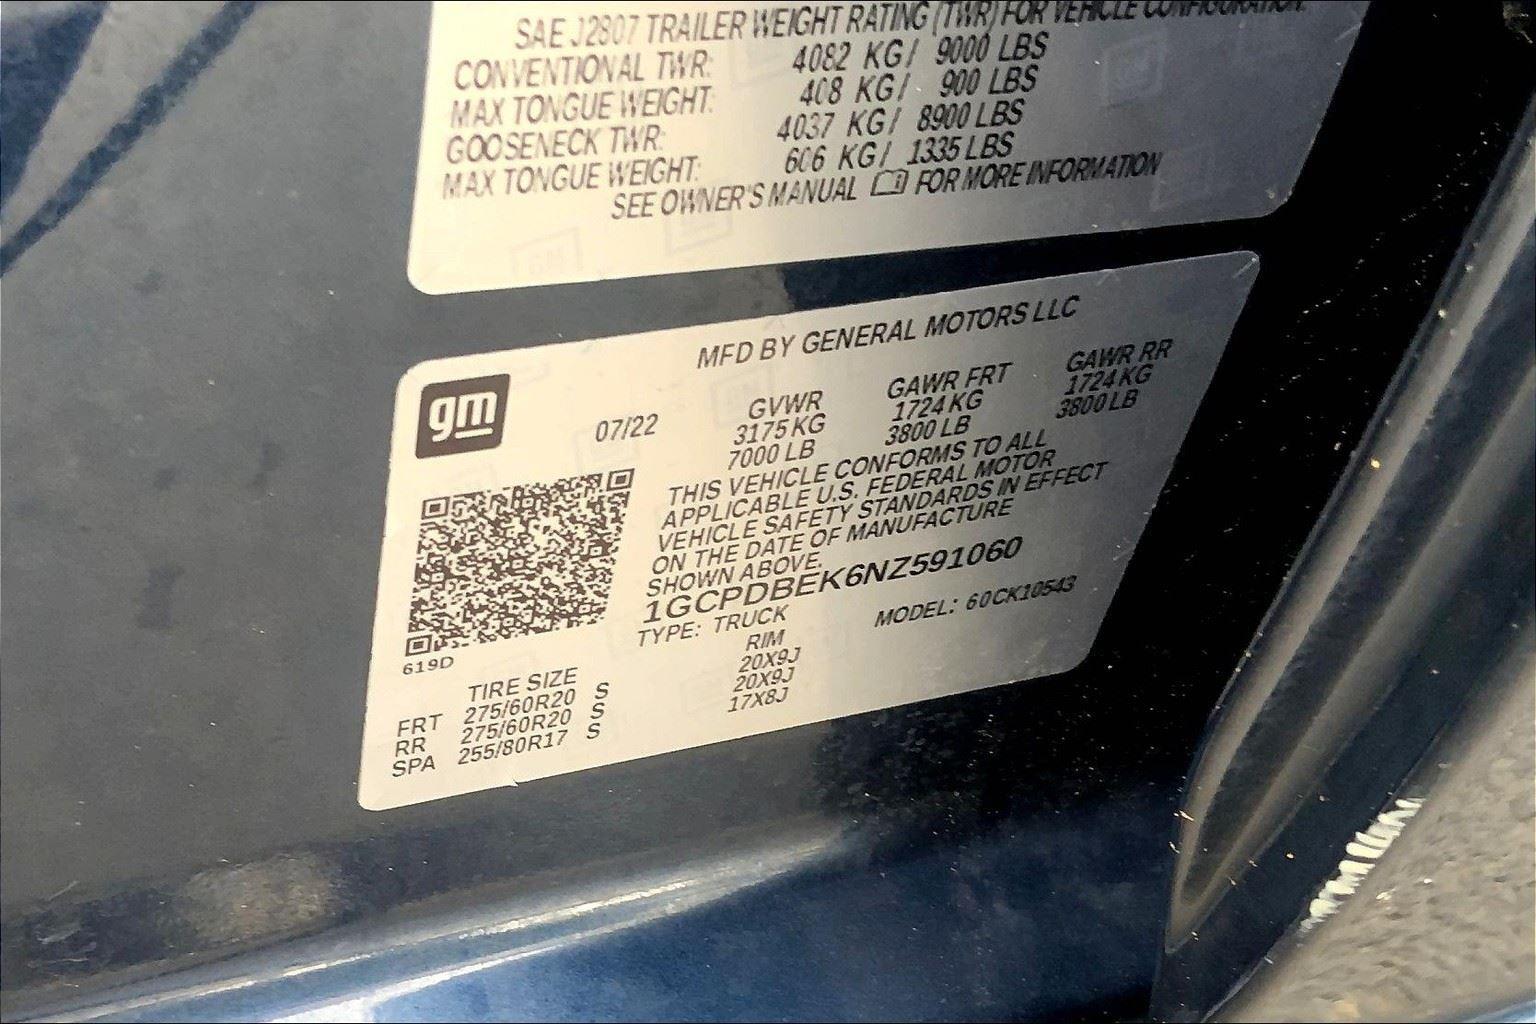 SAE J2807 TRAILER WEIGHT RATING (TWR) FOR VEHICLE CONFIGURATION.
CONVENTIONAL TWR: 4082 KG/ 9000 LBS
MAX TONGUE WEIGHT: 408 KG/ 900 LBS
GOOSENECK TWR: 4037 KG/ 8900 LBS
MAX TONGUE WEIGHT: 606 KG/ 1335 LBS
SEE OWNER'S MANUAL FOR MORE INFORMATION
MFD BY GENERAL MOTORS LLC
gm
07/22
GVWR GAWR FRT GAWR RR
3175 KG 1724 KG 1724 KG
7000 LB 3800 LB 3800 LB
THIS VEHICLE CONFORMS TO ALL
APPLICABLE U.S. FEDERAL MOTOR
VEHICLE SAFETY STANDARDS IN EFFECT
ON THE DATE OF MANUFACTURE
SHOWN ABOVE.
1GCPDBEK6NZ591060
TYPE: TRUCK MODEL: 60CK10543
619D
TIRE SIZE RIM
FRT 275/60R20 S 20X9J
RR 275/60R20 S 20X9J
SPA 255/80R17 S 17X8J